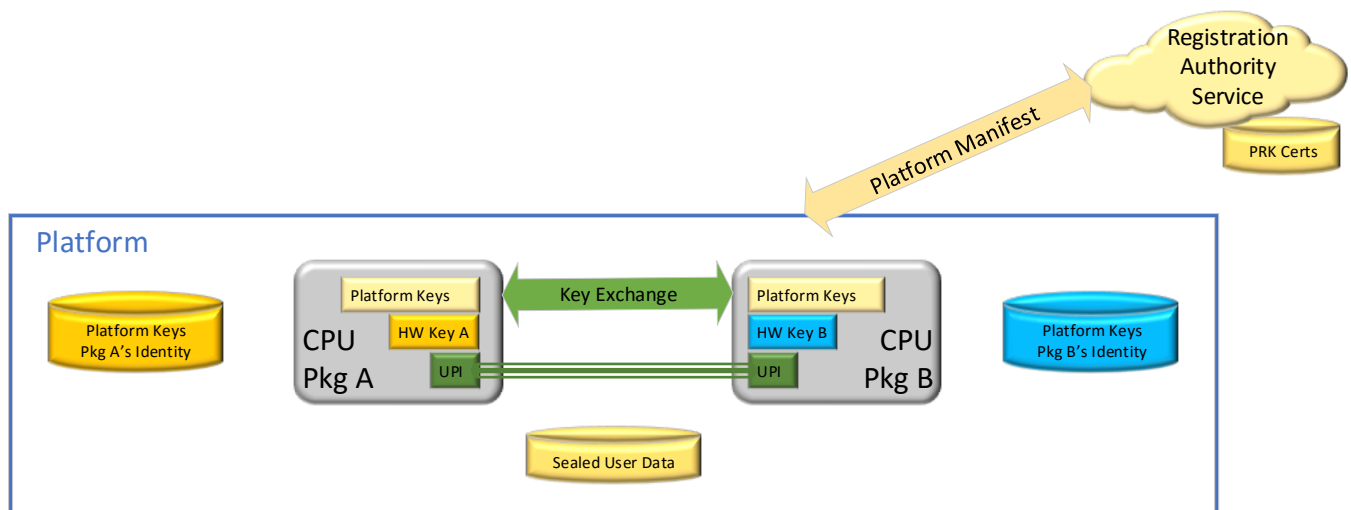 Registration
Authority
Service
PRK Certs
Platform Manifest
Platform
Platform Keys
Pkg A's Identity
CPU
Pkg A
Platform Keys
HW Key A
UPI
Key Exchange
Platform Keys
HW Key B
UPI
CPU
Pkg B
Platform Keys
Pkg B's Identity
Sealed User Data